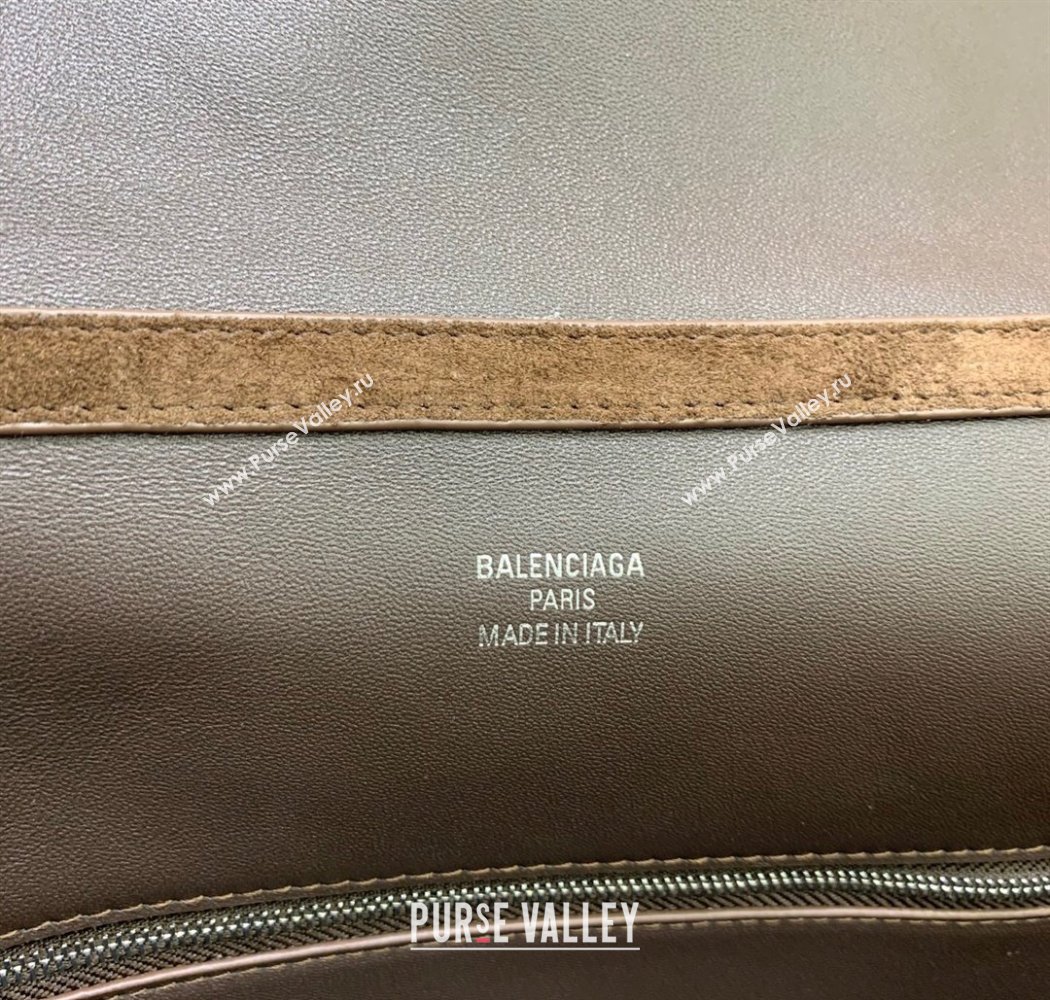 www.PurseValley.ru
www.PurseValley.ru
BALENCIAGA
PARIS
MADE IN ITALY
PURSE VALLEY